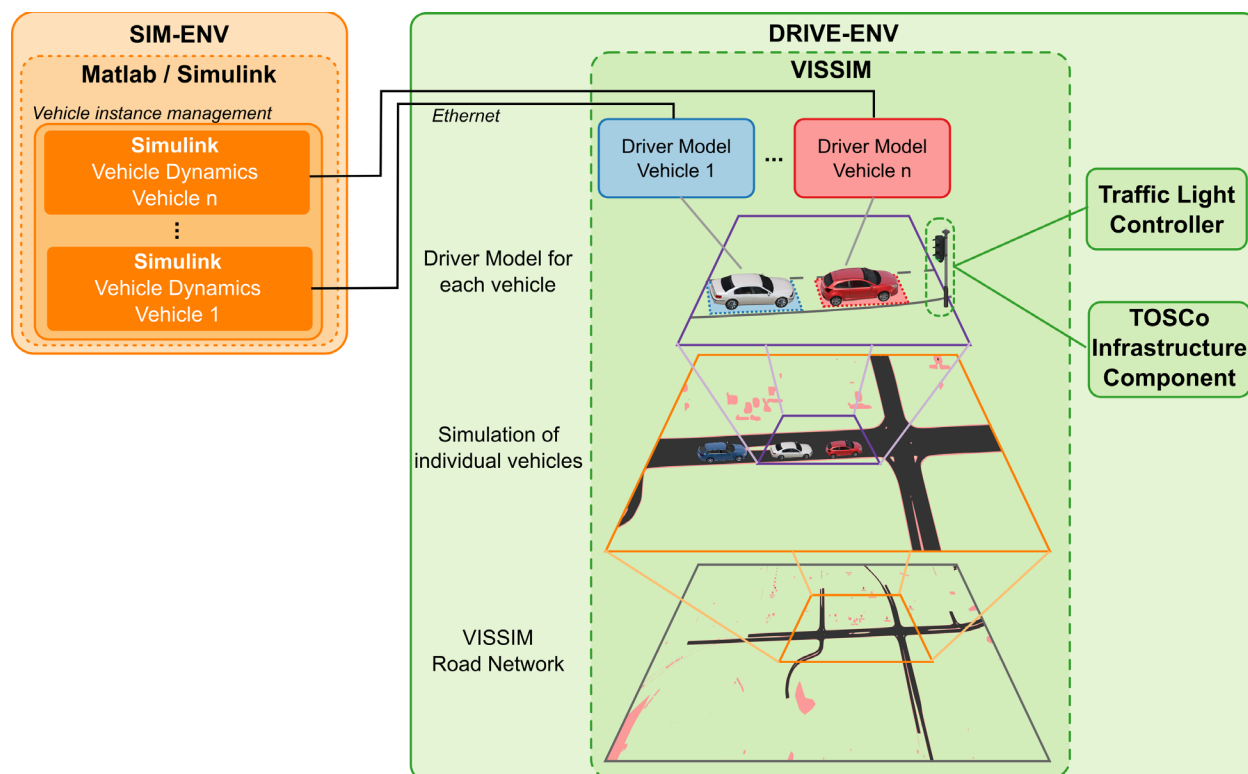 SIM-ENV
Matlab / Simulink
Vehicle instance management
Simulink
Vehicle Dynamics
Vehicle n
...
Simulink
Vehicle Dynamics
Vehicle 1
DRIVE-ENV
VISSIM
Ethernet
Driver Model
Vehicle 1
...
Driver Model
Vehicle n
Traffic Light
Controller
Driver Model for
each vehicle
TOSCo
Infrastructure
Component
Simulation of
individual vehicles
VISSIM
Road Network